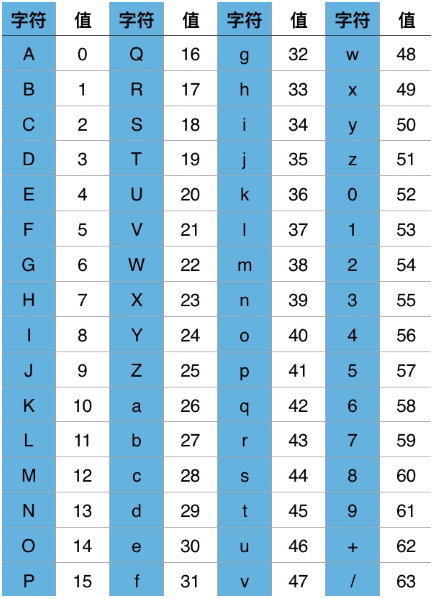 字符 值 字符 值 字符 值 字符 值
A 0 Q 16 g 32 w 48
B 1 R 17 h 33 x 49
C 2 S 18 i 34 y 50
D 3 T 19 j 35 z 51
E 4 U 20 k 36 0 52
F 5 V 21 l 37 1 53
G 6 W 22 m 38 2 54
H 7 X 23 n 39 3 55
I 8 Y 24 o 40 4 56
J 9 Z 25 p 41 5 57
K 10 a 26 q 42 6 58
L 11 b 27 r 43 7 59
M 12 c 28 s 44 8 60
N 13 d 29 t 45 9 61
O 14 e 30 u 46 + 62
P 15 f 31 v 47 / 63